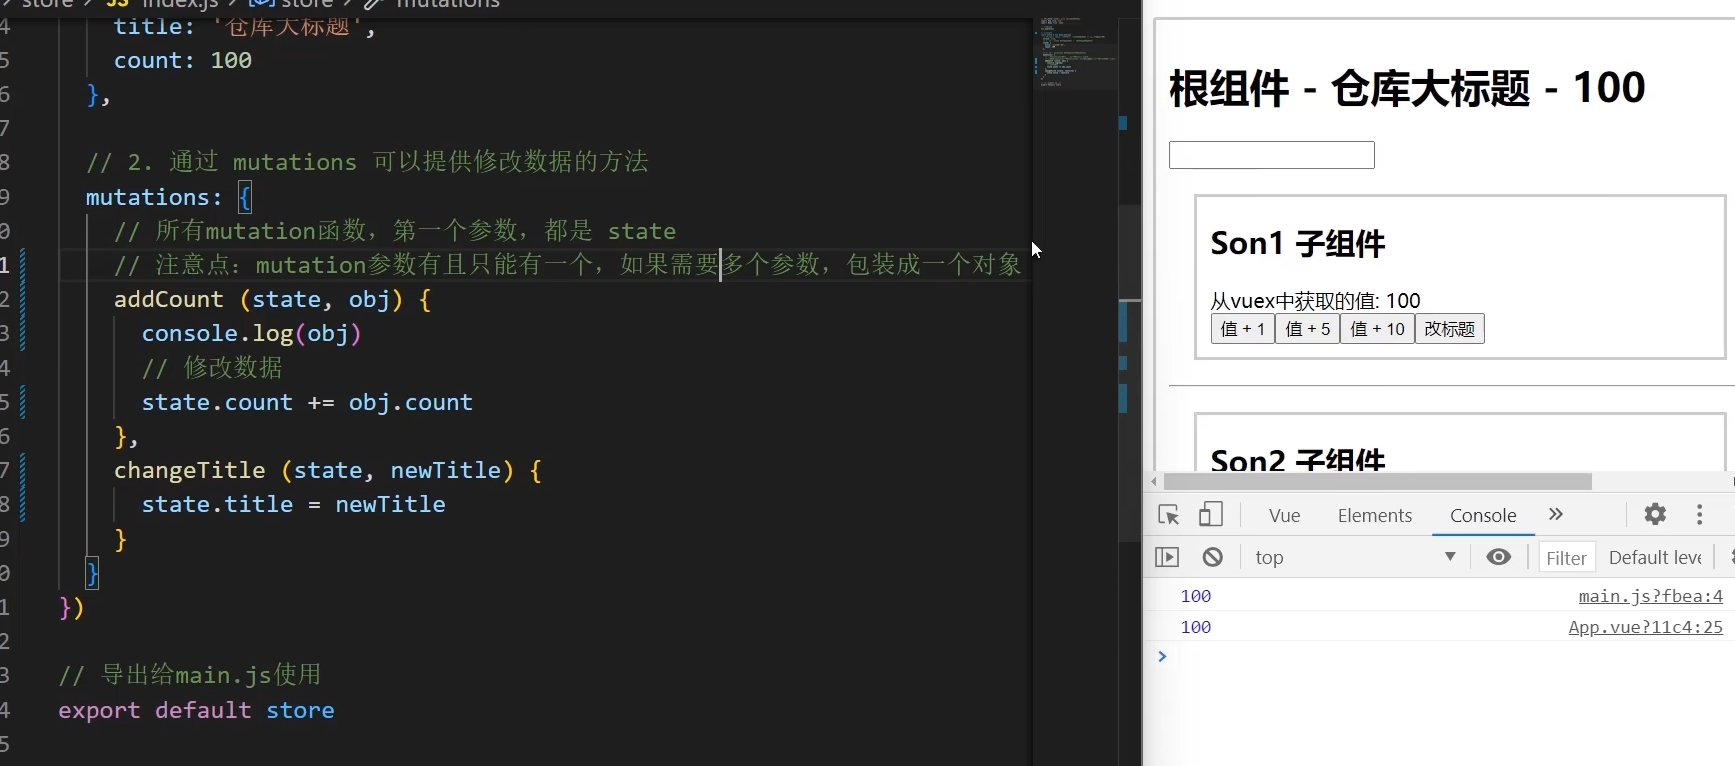 store > JS index.js > store > mutations
4 title: '仓库大标题',
5 count: 100
6 },
7
8 // 2. 通过 mutations 可以提供修改数据的方法
9 mutations: {
0 // 所有mutation函数，第一个参数，都是 state
1 // 注意点：mutation参数有且只能有一个，如果需要多个参数，包装成一个对象
2 addCount (state, obj) {
3 console.log(obj)
4 // 修改数据
5 state.count += obj.count
6 },
7 changeTitle (state, newTitle) {
8 state.title = newTitle
9 }
0 }
1 })
2
3 // 导出给main.js使用
4 export default store
5
根组件 - 仓库大标题 - 100
Son1 子组件
从vuex中获取的值: 100
值 + 1 值 + 5 值 + 10 改标题
Son2 子组件
Vue Elements Console »
top ▼ Filter Default leve
100 main.js?fbea:4
100 App.vue?11c4:25
>